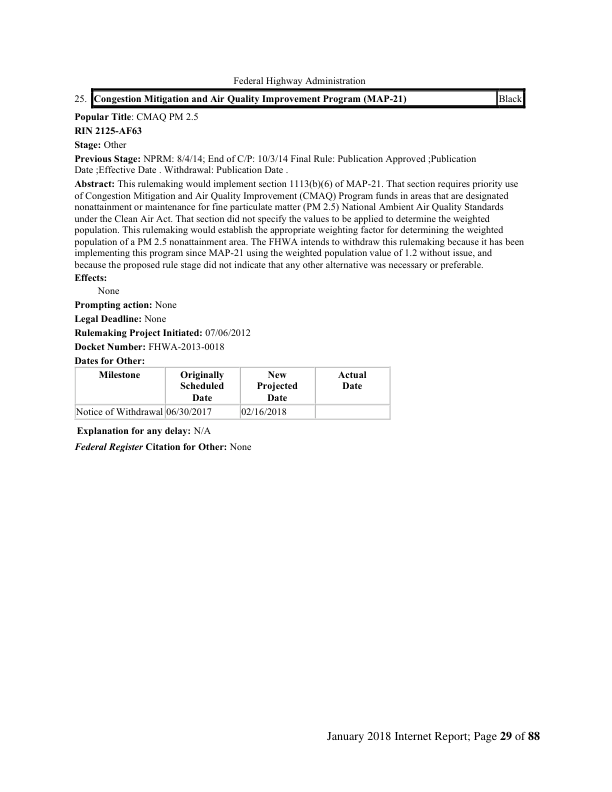 Federal Highway Administration
25. Congestion Mitigation and Air Quality Improvement Program (MAP-21) Black
Popular Title: CMAQ PM 2.5
RIN 2125-AF63
Stage: Other
Previous Stage: NPRM: 8/4/14; End of C/P: 10/3/14 Final Rule: Publication Approved ;Publication
Date ;Effective Date . Withdrawal: Publication Date .
Abstract: This rulemaking would implement section 1113(b)(6) of MAP-21. That section requires priority use
of Congestion Mitigation and Air Quality Improvement (CMAQ) Program funds in areas that are designated
nonattainment or maintenance for fine particulate matter (PM 2.5) National Ambient Air Quality Standards
under the Clean Air Act. That section did not specify the values to be applied to determine the weighted
population. This rulemaking would establish the appropriate weighting factor for determining the weighted
population of a PM 2.5 nonattainment area. The FHWA intends to withdraw this rulemaking because it has been
implementing this program since MAP-21 using the weighted population value of 1.2 without issue, and
because the proposed rule stage did not indicate that any other alternative was necessary or preferable.
Effects:
None
Prompting action: None
Legal Deadline: None
Rulemaking Project Initiated: 07/06/2012
Docket Number: FHWA-2013-0018
Dates for Other:
Milestone Originally New Actual
Scheduled Projected Date
Date Date
Notice of Withdrawal 06/30/2017 02/16/2018
Explanation for any delay: N/A
Federal Register Citation for Other: None
January 2018 Internet Report; Page 29 of 88